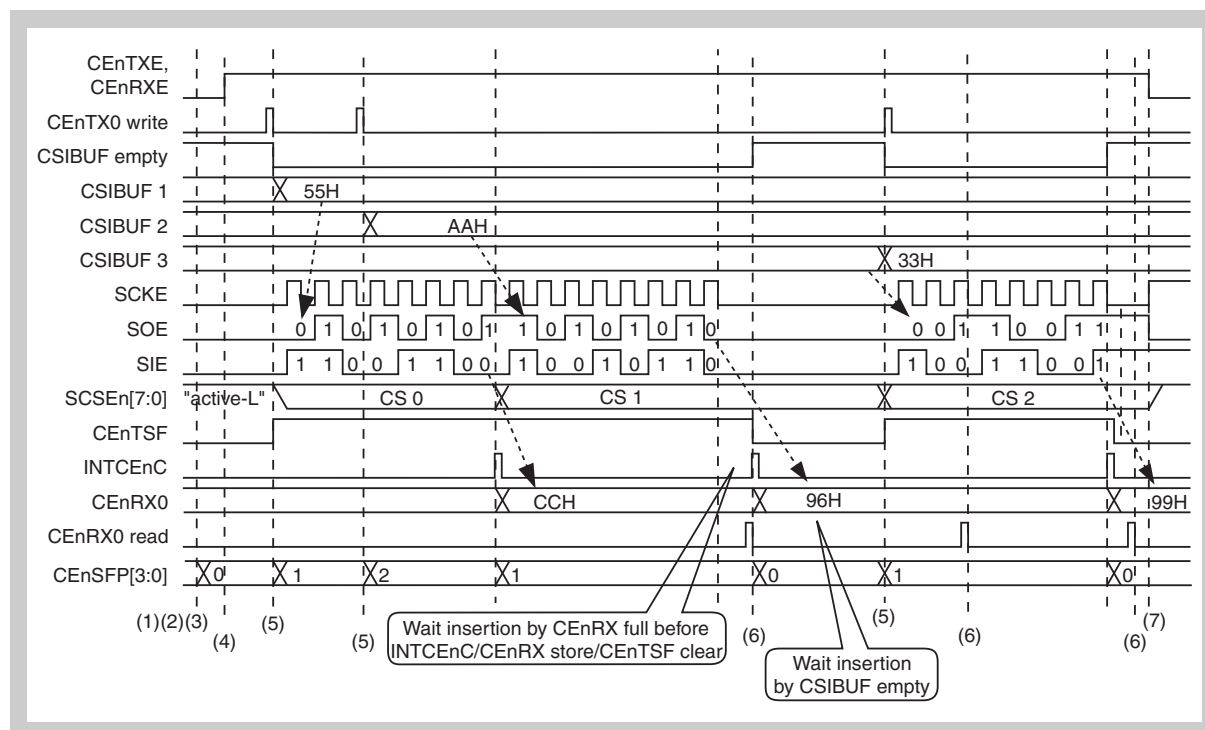 CEnTXE,
CEnRXE
CEnTX0 write
CSIBUF empty
CSIBUF 1 55H
CSIBUF 2 AAH
CSIBUF 3 33H
SCKE
SOE 0 1 0 1 0 1 0 1 1 0 1 0 1 0 1 0 0 0 1 1 0 0 1 1
SIE 1 1 0 0 1 1 0 0 1 0 0 1 0 1 1 0 1 0 0 1 1 0 0 1
SCSEn[7:0] "active-L" CS 0 CS 1 CS 2
CEnTSF
INTCEnC
CEnRX0 CCH 96H 99H
CEnRX0 read
CEnSFP[3:0] 0 1 2 1 0 1 0
(1)(2)(3) (4) (5) (5) (6) (5) (6) (6) (7)
Wait insertion by CEnRX full before
INTCEnC/CEnRX store/CEnTSF clear
Wait insertion
by CSIBUF empty